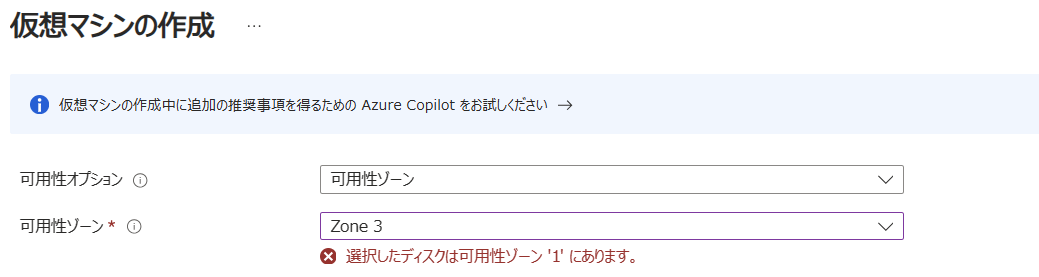 仮想マシンの作成 …
仮想マシンの作成中に追加の推奨事項を得るための Azure Copilot をお試しください →
可用性オプション 可用性ゾーン
可用性ゾーン * Zone 3
選択したディスクは可用性ゾーン '1' にあります。